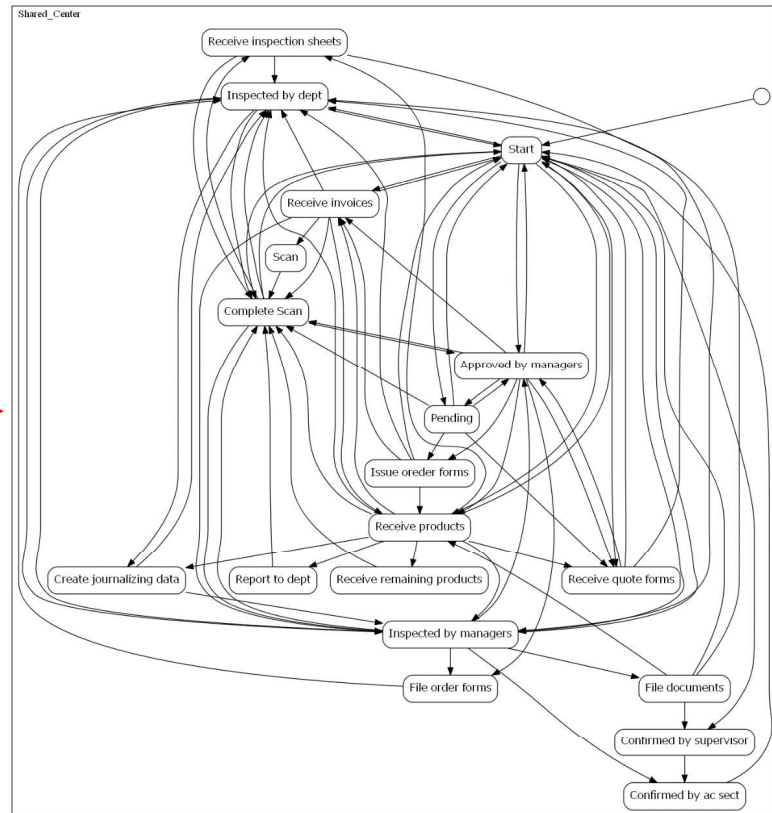 Shared_Center
Receive inspection sheets
Inspected by dept
Start
Receive invoices
Scan
Complete Scan
Approved by managers
Pending
Issue oreder forms
Receive products
Create journalizing data
Report to dept
Receive remaining products
Receive quote forms
Inspected by managers
File order forms
File documents
Confirmed by supervisor
Confirmed by ac sect